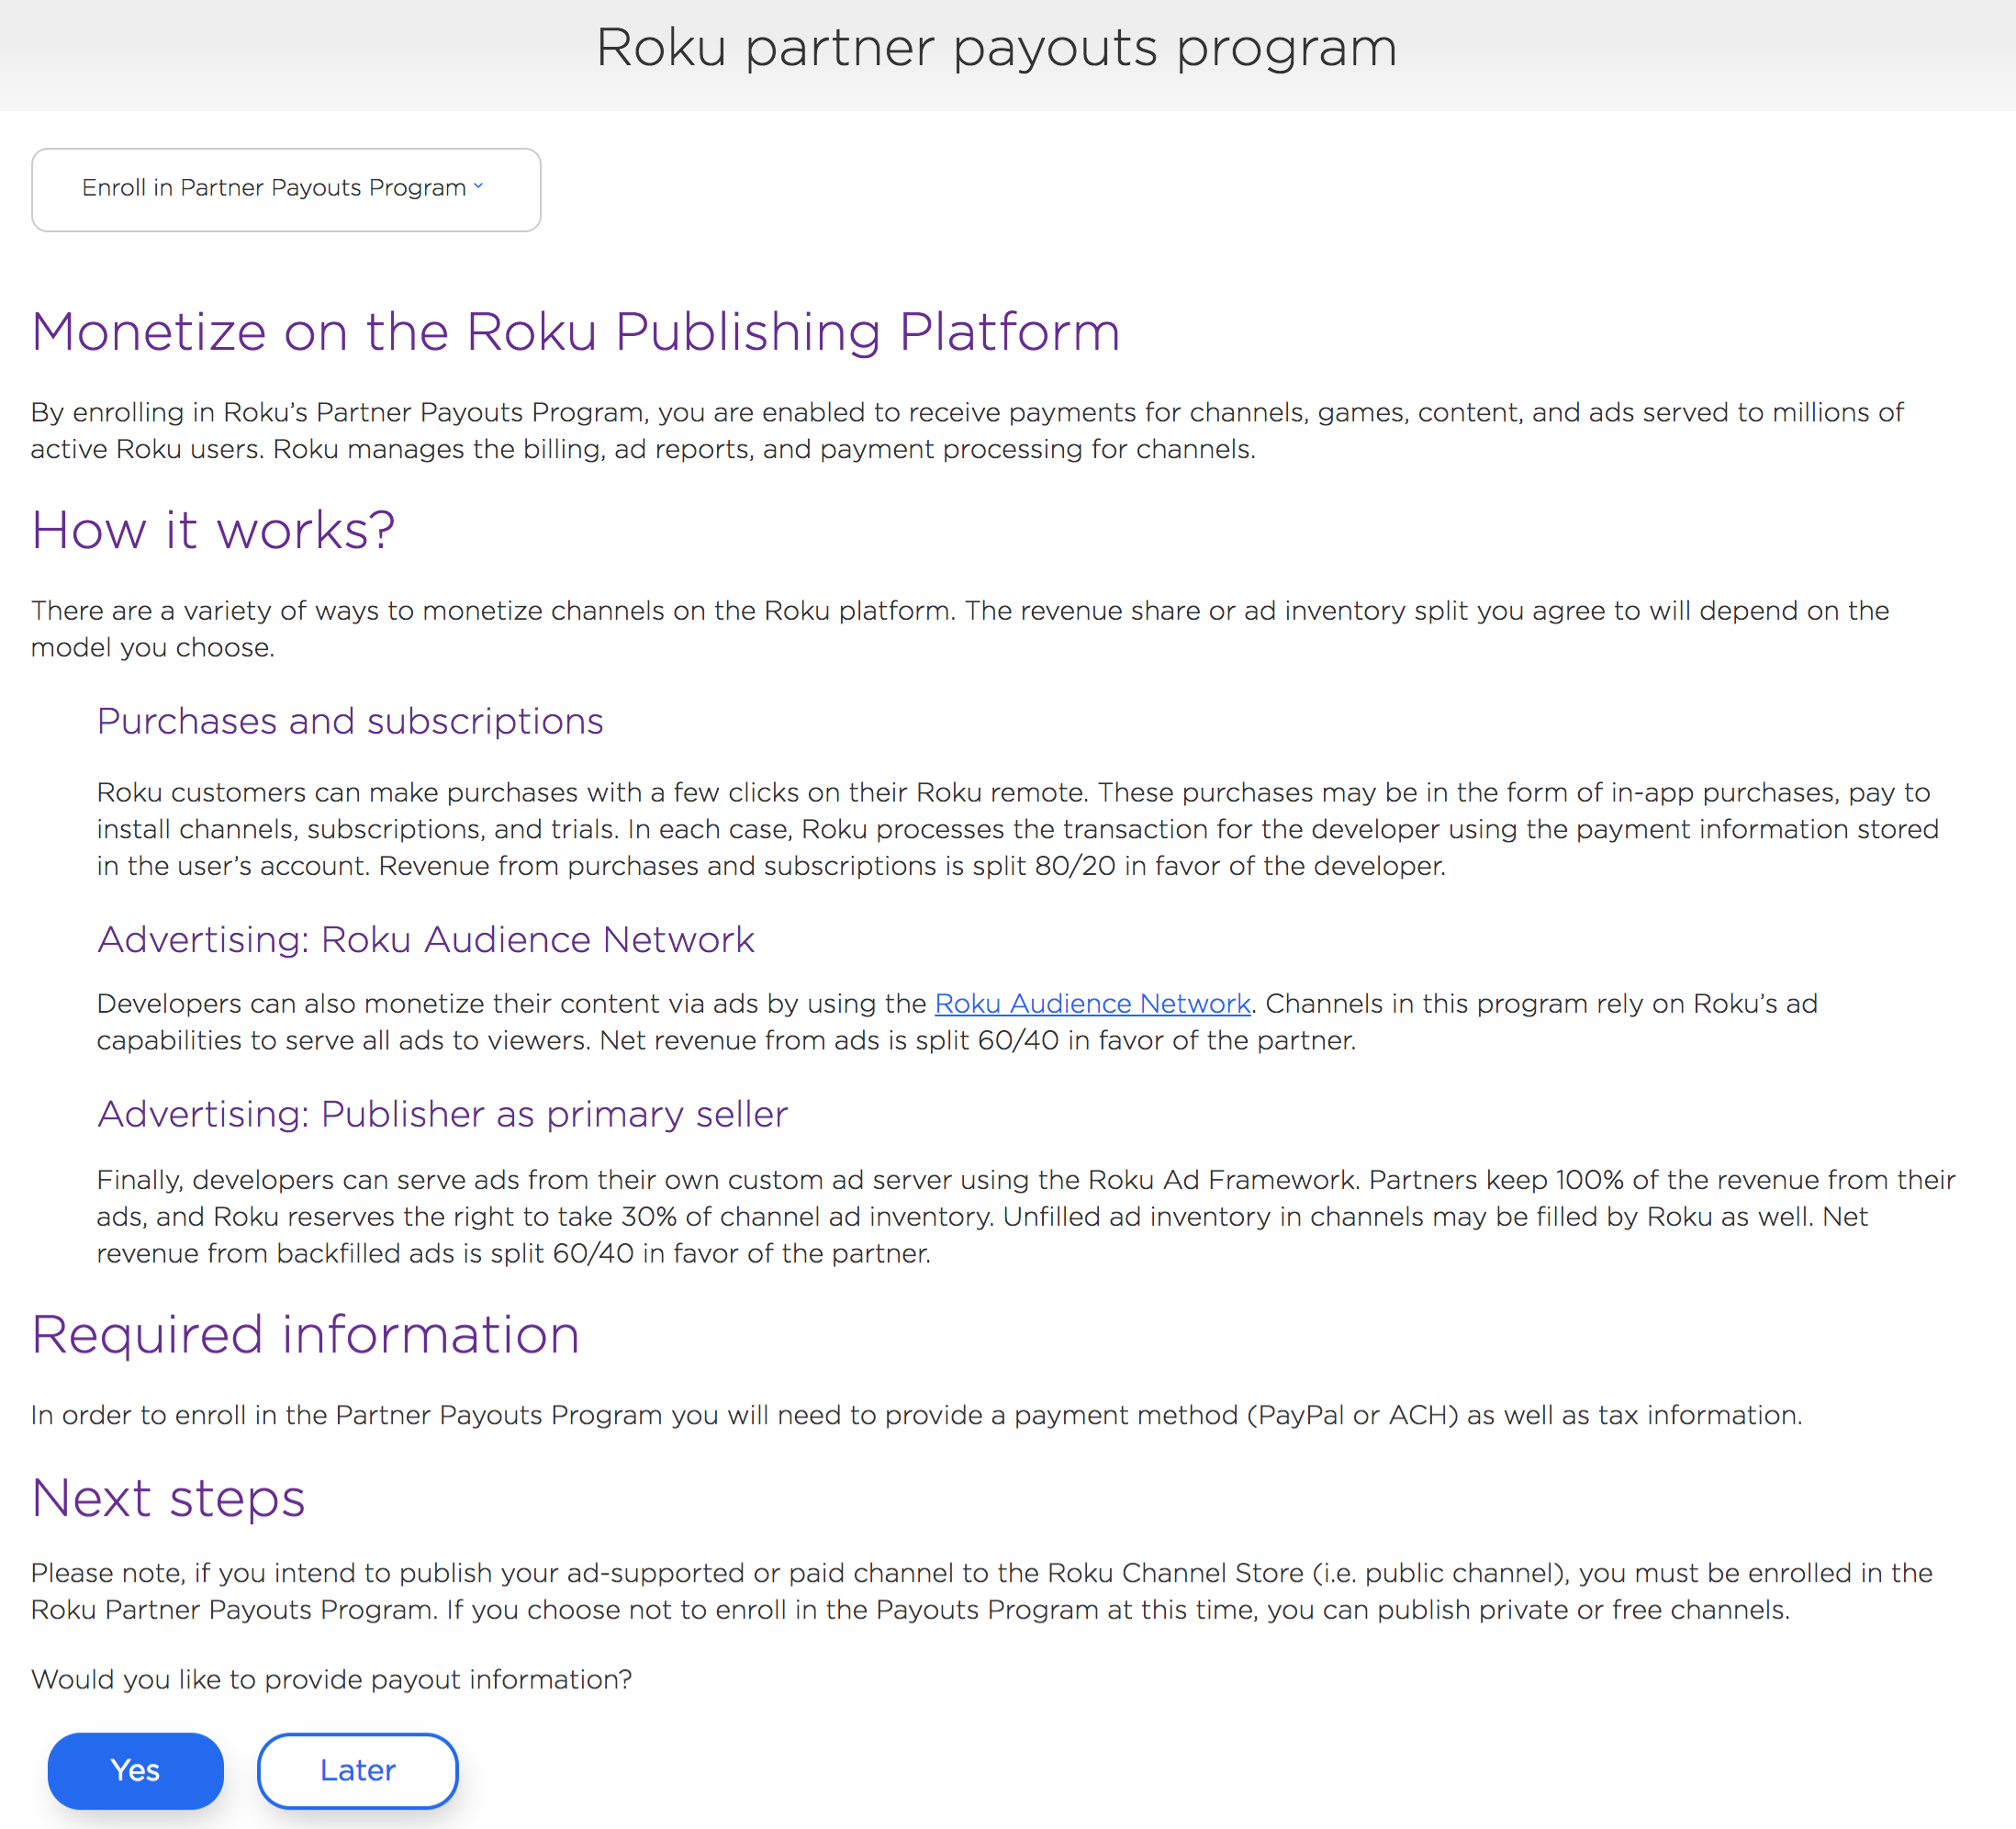 Roku partner payouts program
Enroll in Partner Payouts Program
Monetize on the Roku Publishing Platform
By enrolling in Roku’s Partner Payouts Program, you are enabled to receive payments for channels, games, content, and ads served to millions of
active Roku users. Roku manages the billing, ad reports, and payment processing for channels.
How it works?
There are a variety of ways to monetize channels on the Roku platform. The revenue share or ad inventory split you agree to will depend on the
model you choose.
Purchases and subscriptions
Roku customers can make purchases with a few clicks on their Roku remote. These purchases may be in the form of in-app purchases, pay to
install channels, subscriptions, and trials. In each case, Roku processes the transaction for the developer using the payment information stored
in the user’s account. Revenue from purchases and subscriptions is split 80/20 in favor of the developer.
Advertising: Roku Audience Network
Developers can also monetize their content via ads by using the Roku Audience Network. Channels in this program rely on Roku’s ad
capabilities to serve all ads to viewers. Net revenue from ads is split 60/40 in favor of the partner.
Advertising: Publisher as primary seller
Finally, developers can serve ads from their own custom ad server using the Roku Ad Framework. Partners keep 100% of the revenue from their
ads, and Roku reserves the right to take 30% of channel ad inventory. Unfilled ad inventory in channels may be filled by Roku as well. Net
revenue from backfilled ads is split 60/40 in favor of the partner.
Required information
In order to enroll in the Partner Payouts Program you will need to provide a payment method (PayPal or ACH) as well as tax information.
Next steps
Please note, if you intend to publish your ad-supported or paid channel to the Roku Channel Store (i.e. public channel), you must be enrolled in the
Roku Partner Payouts Program. If you choose not to enroll in the Payouts Program at this time, you can publish private or free channels.
Would you like to provide payout information?
Yes Later